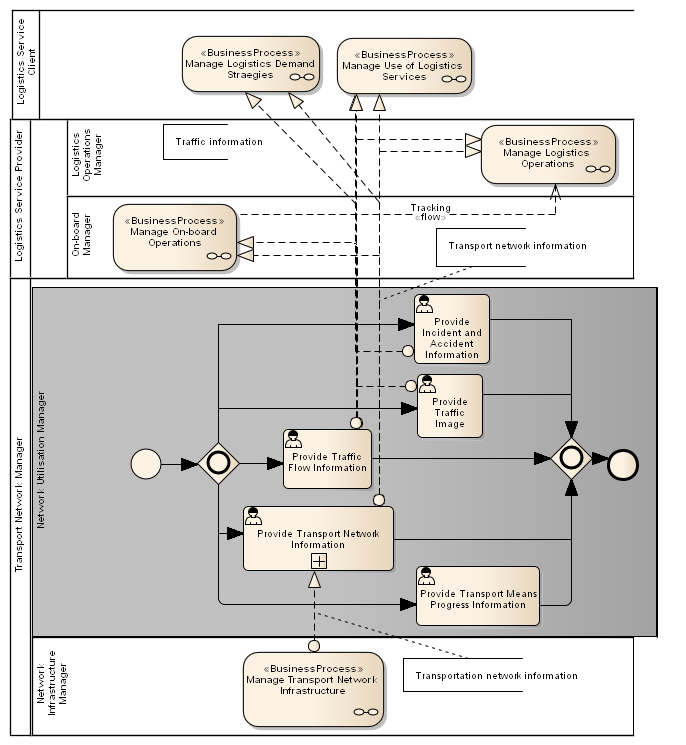 Logistics Service
Client
«BusinessProcess»
Manage Logistics Demand
Straegies
«BusinessProcess»
Manage Use of Logistics
Services
Logistics Service Provider
Logistics
Operations
Manager
Traffic information
«BusinessProcess»
Manage Logistics
Operations
On-board
Manager
«BusinessProcess»
Manage On-board
Operations
Tracking
«flow»
Transport network information
Transport Network Manager
Network Utilisation Manager
Provide
Incident and
Accident
Information
Provide
Traffic
Image
Provide Traffic
Flow Information
Provide Transport Network
Information
Provide Transport Means
Progress Information
Network
Infrastructure
Manager
«BusinessProcess»
Manage Transport Network
Infrastructure
Transportation network information